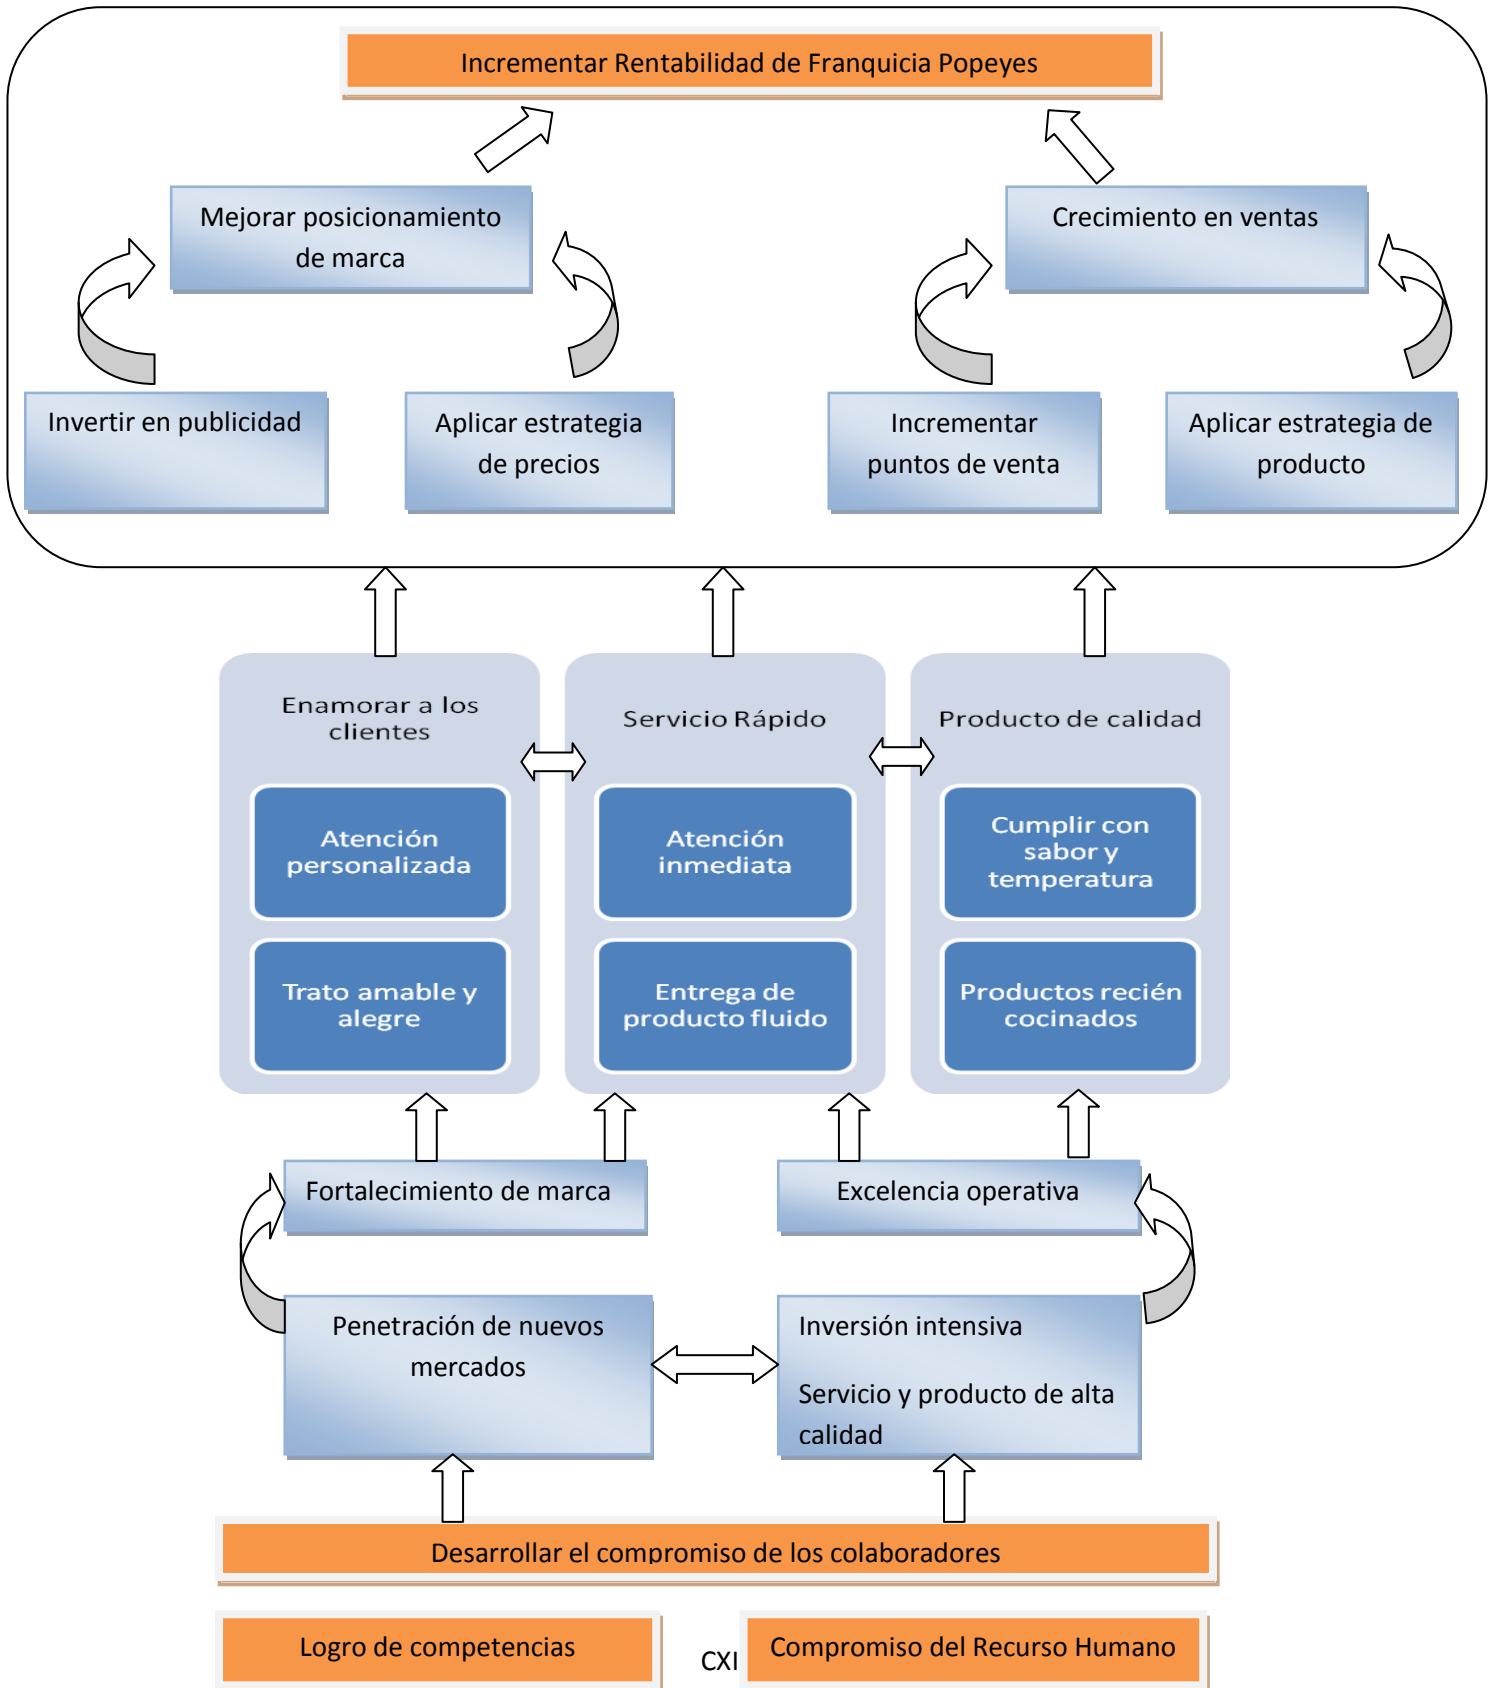 Incrementar Rentabilidad de Franquicia Popeyes
Mejorar posicionamiento
de marca
Crecimiento en ventas
Invertir en publicidad
Aplicar estrategia
de precios
Incrementar
puntos de venta
Aplicar estrategia de
producto
Enamorar a los
clientes
Servicio Rápido
Producto de calidad
Atención
personalizada
Atención
inmediata
Cumplir con
sabor y
temperatura
Trato amable y
alegre
Entrega de
producto fluido
Productos recién
cocinados
Fortalecimiento de marca
Excelencia operativa
Penetración de nuevos
mercados
Inversión intensiva
Servicio y producto de alta
calidad
Desarrollar el compromiso de los colaboradores
Logro de competencias
CXI
Compromiso del Recurso Humano